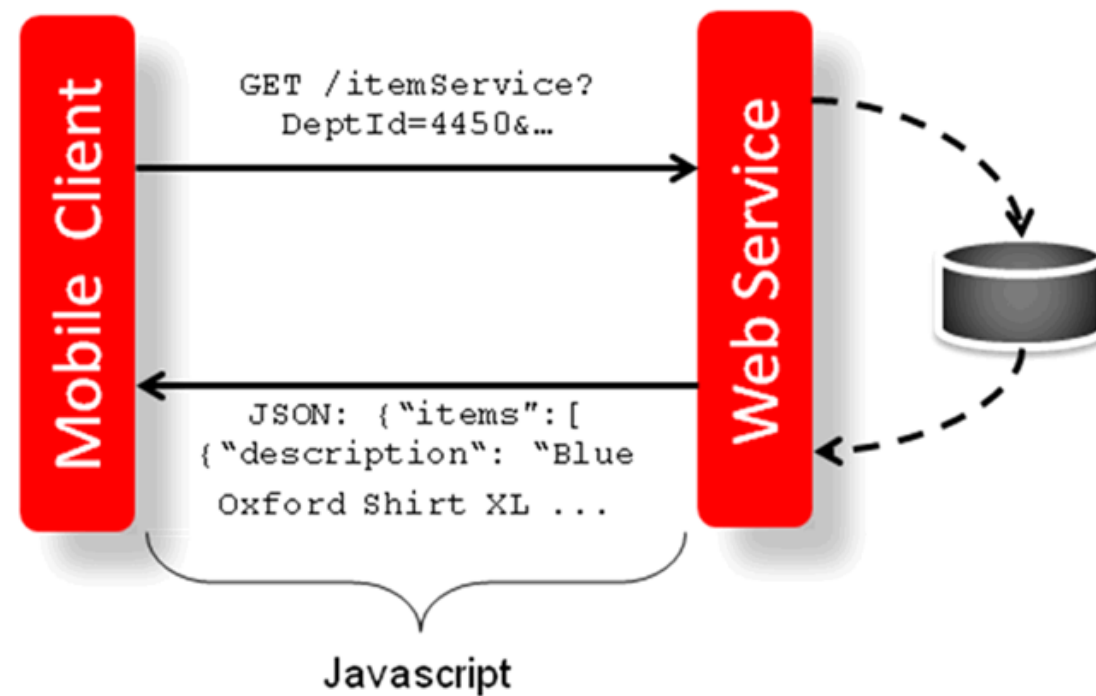 Mobile Client
GET /itemService?
DeptId=4450&…
Web Service
JSON: {“items”:[
{“description“: “Blue
Oxford Shirt XL ...
Javascript